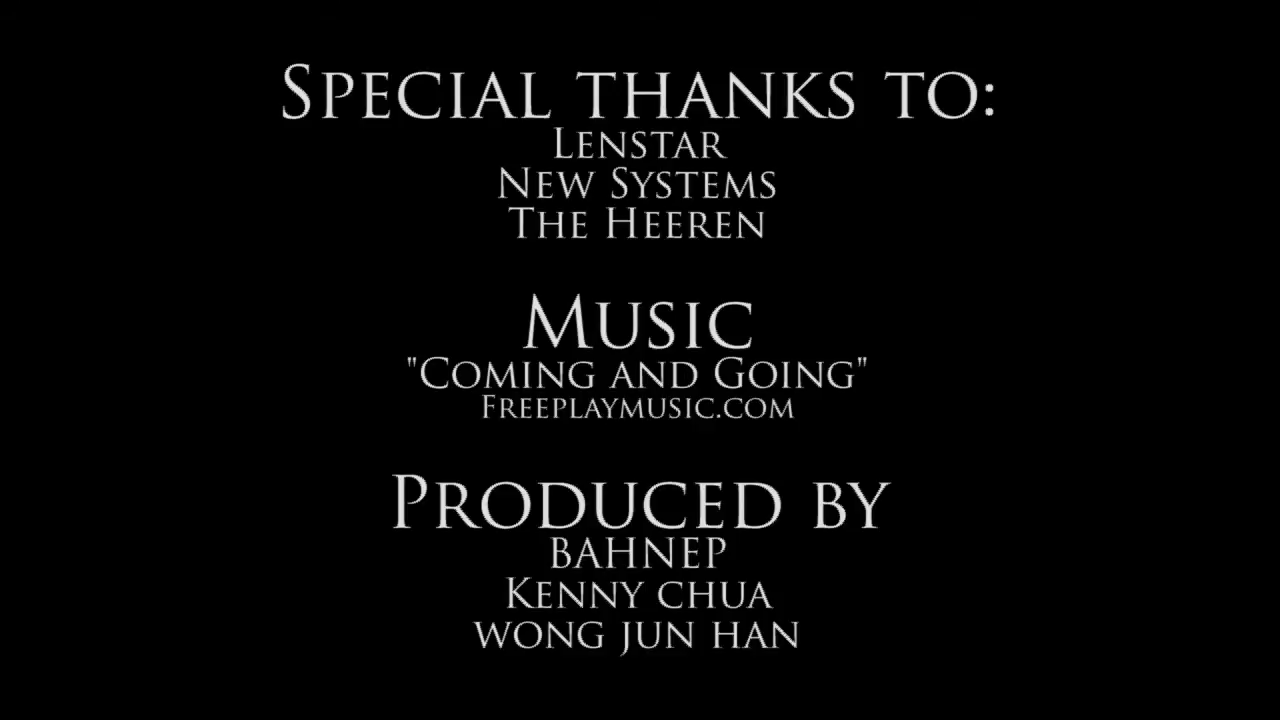 Special thanks to:
Lenstar
New Systems
The Heeren
Music
"Coming and Going"
Freeplaymusic.com
Produced by
BAHNEP
Kenny chua
wong jun han